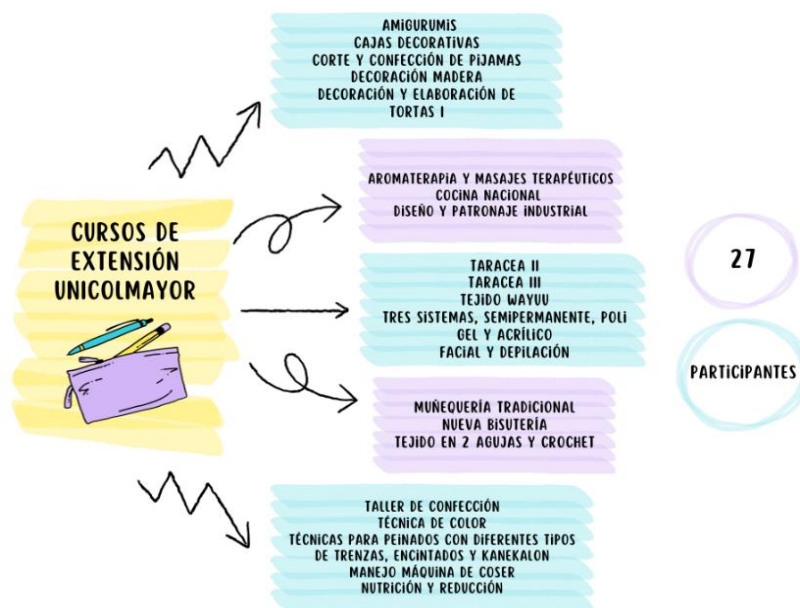 AMIGURUMIS
CAJAS DECORATIVAS
CORTE Y CONFECCIÓN DE PIJAMAS
DECORACIÓN MADERA
DECORACIÓN Y ELABORACIÓN DE
TORTAS I
AROMATERAPIA Y MASAJES TERAPÉUTICOS
COCINA NACIONAL
DISEÑO Y PATRONAJE INDUSTRIAL
CURSOS DE
EXTENSIÓN
UNICOLMAYOR
TARACEA II
TARACEA III
TEJIDO WAYUU
TRES SISTEMAS, SEMIPERMANENTE, POLI
GEL Y ACRÍLICO
FACIAL Y DEPILACIÓN
MUÑEQUERÍA TRADICIONAL
NUEVA BISUTERÍA
TEJIDO EN 2 AGUJAS Y CROCHET
TALLER DE CONFECCIÓN
TÉCNICA DE COLOR
TÉCNICAS PARA PEINADOS CON DIFERENTES TIPOS
DE TRENZAS, ENCINTADOS Y KANEKALON
MANEJO MÁQUINA DE COSER
NUTRICIÓN Y REDUCCIÓN
27
PARTICIPANTES